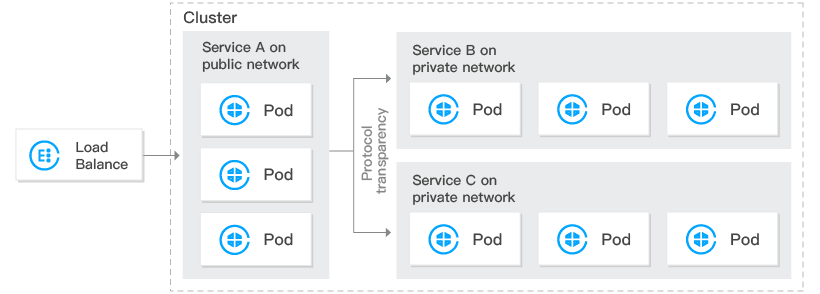 Cluster
Load
Balance
Service A on
public network
Pod
Pod
Pod
Protocol
transparency
Service B on
private network
Pod
Pod
Pod
Service C on
private network
Pod
Pod
Pod